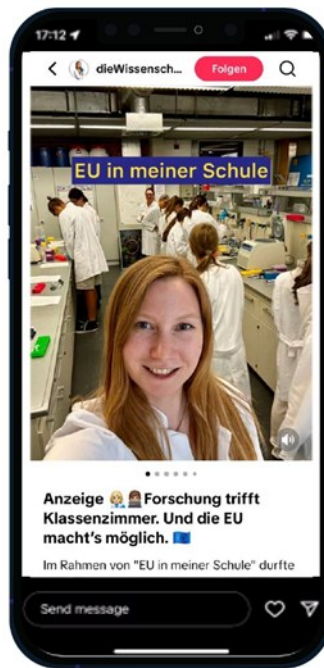 17:12
dieWissensch...
Folgen
EU in meiner Schule
Anzeige 👩🏼‍🔬👩🏽‍🏫Forschung trifft
Klassenzimmer. Und die EU
macht's möglich. 🇪🇺
Im Rahmen von "EU in meiner Schule" durfte
Send message